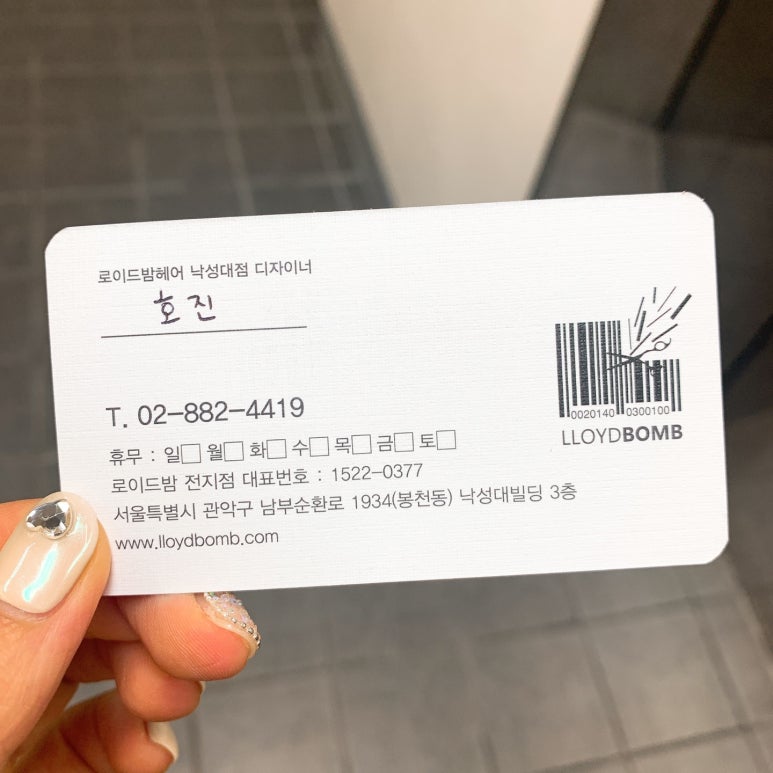 로이드밤헤어 낙성대점 디자이너
호진
T. 02-882-4419
휴무 : 일□ 월□ 화□ 수□ 목□ 금□ 토□
로이드밤 전지점 대표번호 : 1522-0377
서울특별시 관악구 남부순환로 1934(봉천동) 낙성대빌딩 3층
www.lloydbomb.com
0020140 0300100
LLOYDBOMB